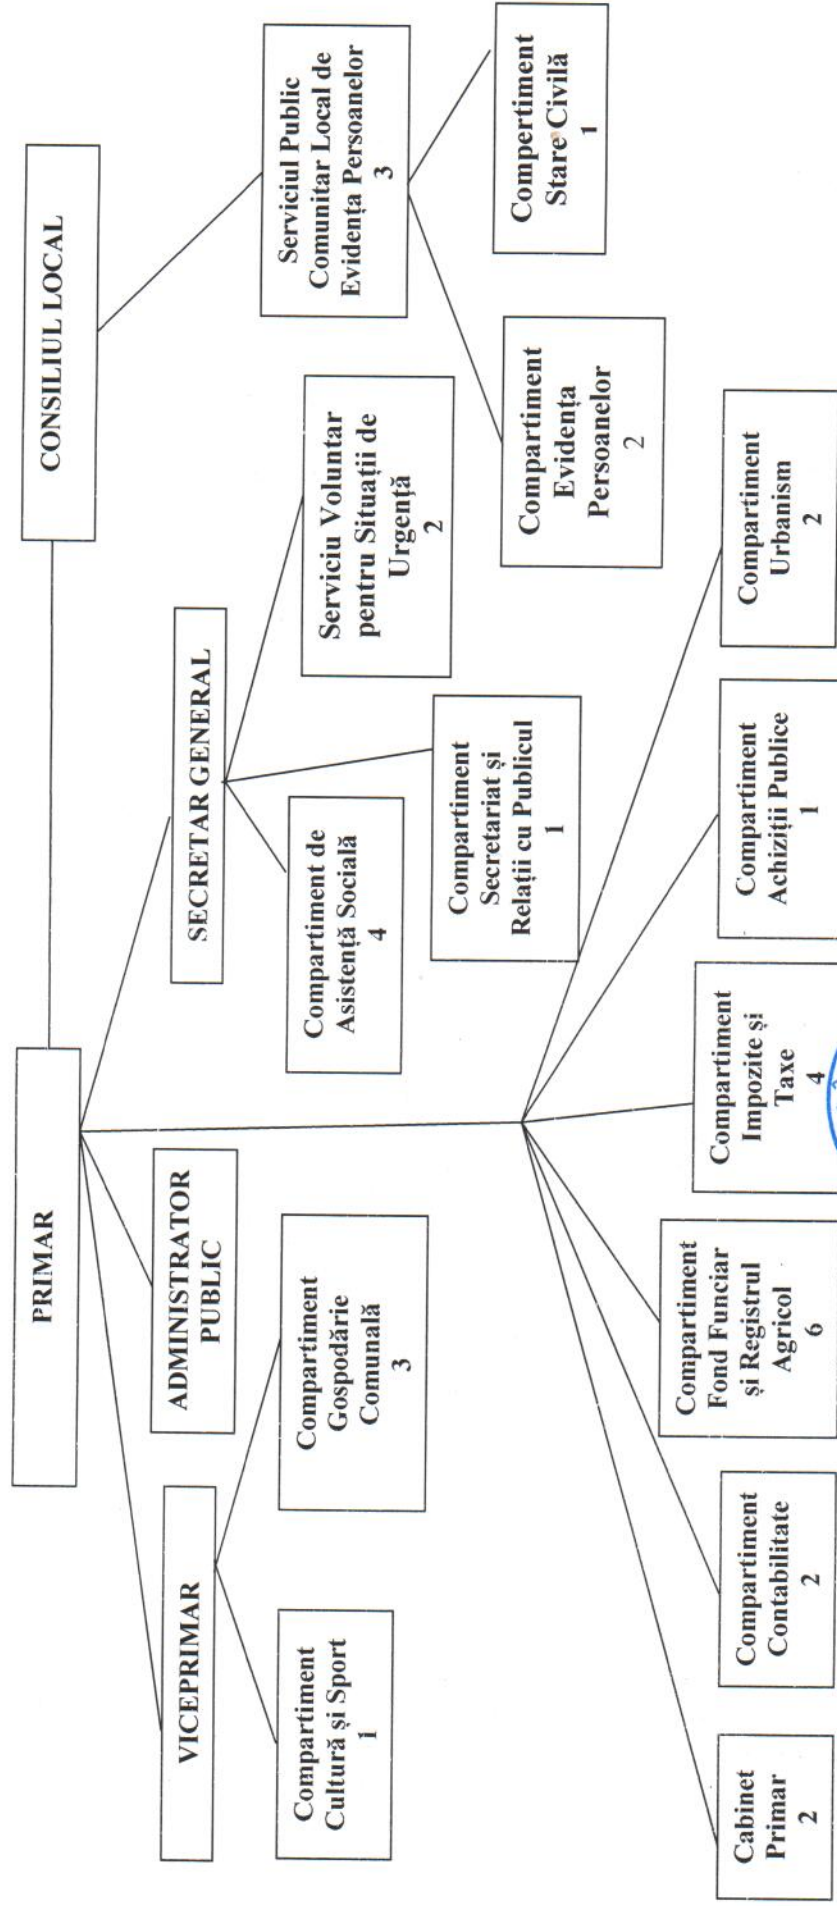 PRIMAR
CONSILIUL LOCAL
VICEPRIMAR
ADMINISTRATOR
PUBLIC
SECRETAR GENERAL
Serviciul Public
Comunitar Local de
Evidența Persoanelor
3
Compartiment
Cultură și Sport
1
Compartiment
Gospodărie
Comunală
3
Compartiment de
Asistență Socială
4
Compartiment
Secretariat și
Relații cu Publicul
1
Serviciu Voluntar
pentru Situații de
Urgență
2
Compartiment
Evidența
Persoanelor
2
Compertiment
Stare Civilă
1
Cabinet
Primar
2
Compartiment
Contabilitate
2
Compartiment
Fond Funciar
și Registrul
Agricol
6
Compartiment
Impozite și
Taxe
4
Compartiment
Achiziții Publice
1
Compartiment
Urbanism
2